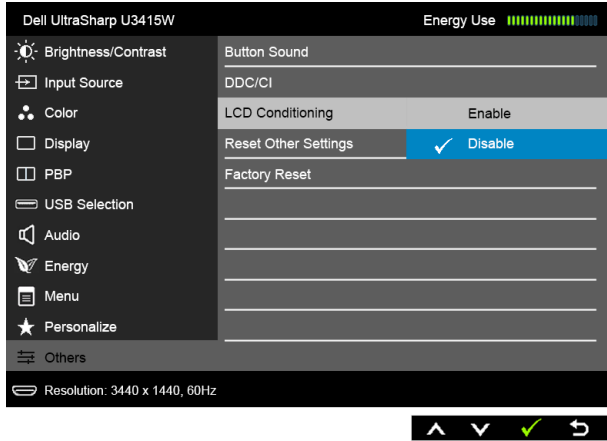 Dell UltraSharp U3415W Energy Use
Brightness/Contrast Button Sound
Input Source DDC/CI
Color LCD Conditioning Enable
Display Reset Other Settings Disable
PBP Factory Reset
USB Selection
Audio
Energy
Menu
Personalize
Others
Resolution: 3440 x 1440, 60Hz